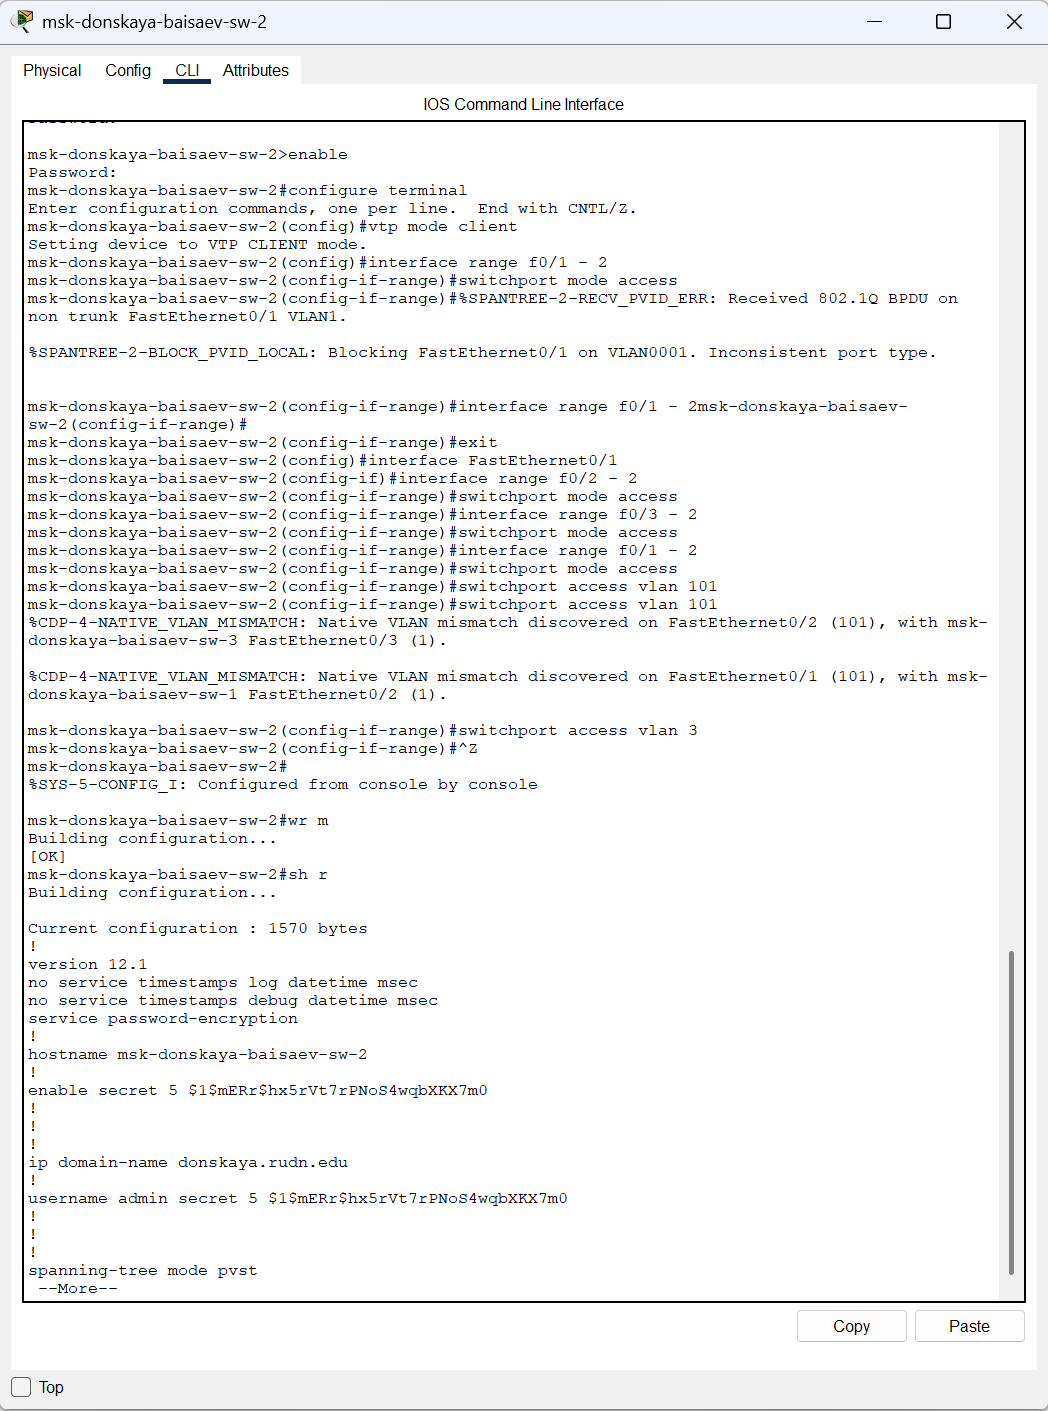 msk-donskaya-baisaev-sw-2
Physical Config CLI Attributes
IOS Command Line Interface
msk-donskaya-baisaev-sw-2>enable
Password:
msk-donskaya-baisaev-sw-2#configure terminal
Enter configuration commands, one per line.  End with CNTL/Z.
msk-donskaya-baisaev-sw-2(config)#vtp mode client
Setting device to VTP CLIENT mode.
msk-donskaya-baisaev-sw-2(config)#interface range f0/1 - 2
msk-donskaya-baisaev-sw-2(config-if-range)#switchport mode access
msk-donskaya-baisaev-sw-2(config-if-range)#%SPANTREE-2-RECV_PVID_ERR: Received 802.1Q BPDU on
non trunk FastEthernet0/1 VLAN1.
%SPANTREE-2-BLOCK_PVID_LOCAL: Blocking FastEthernet0/1 on VLAN0001. Inconsistent port type.
msk-donskaya-baisaev-sw-2(config-if-range)#interface range f0/1 - 2msk-donskaya-baisaev-
sw-2(config-if-range)#
msk-donskaya-baisaev-sw-2(config-if-range)#exit
msk-donskaya-baisaev-sw-2(config)#interface FastEthernet0/1
msk-donskaya-baisaev-sw-2(config-if)#interface range f0/2 - 2
msk-donskaya-baisaev-sw-2(config-if-range)#switchport mode access
msk-donskaya-baisaev-sw-2(config-if-range)#interface range f0/3 - 2
msk-donskaya-baisaev-sw-2(config-if-range)#switchport mode access
msk-donskaya-baisaev-sw-2(config-if-range)#interface range f0/1 - 2
msk-donskaya-baisaev-sw-2(config-if-range)#switchport mode access
msk-donskaya-baisaev-sw-2(config-if-range)#switchport access vlan 101
msk-donskaya-baisaev-sw-2(config-if-range)#switchport access vlan 101
%CDP-4-NATIVE_VLAN_MISMATCH: Native VLAN mismatch discovered on FastEthernet0/2 (101), with msk-
donskaya-baisaev-sw-3 FastEthernet0/3 (1).
%CDP-4-NATIVE_VLAN_MISMATCH: Native VLAN mismatch discovered on FastEthernet0/1 (101), with msk-
donskaya-baisaev-sw-1 FastEthernet0/2 (1).
msk-donskaya-baisaev-sw-2(config-if-range)#switchport access vlan 3
msk-donskaya-baisaev-sw-2(config-if-range)#^Z
msk-donskaya-baisaev-sw-2#
%SYS-5-CONFIG_I: Configured from console by console
msk-donskaya-baisaev-sw-2#wr m
Building configuration...
[OK]
msk-donskaya-baisaev-sw-2#sh r
Building configuration...
Current configuration : 1570 bytes
!
version 12.1
no service timestamps log datetime msec
no service timestamps debug datetime msec
service password-encryption
!
hostname msk-donskaya-baisaev-sw-2
!
enable secret 5 $1$mERr$hx5rVt7rPNoS4wqbXKX7m0
!
!
!
ip domain-name donskaya.rudn.edu
!
username admin secret 5 $1$mERr$hx5rVt7rPNoS4wqbXKX7m0
!
!
!
spanning-tree mode pvst
--More--
Copy Paste
Top